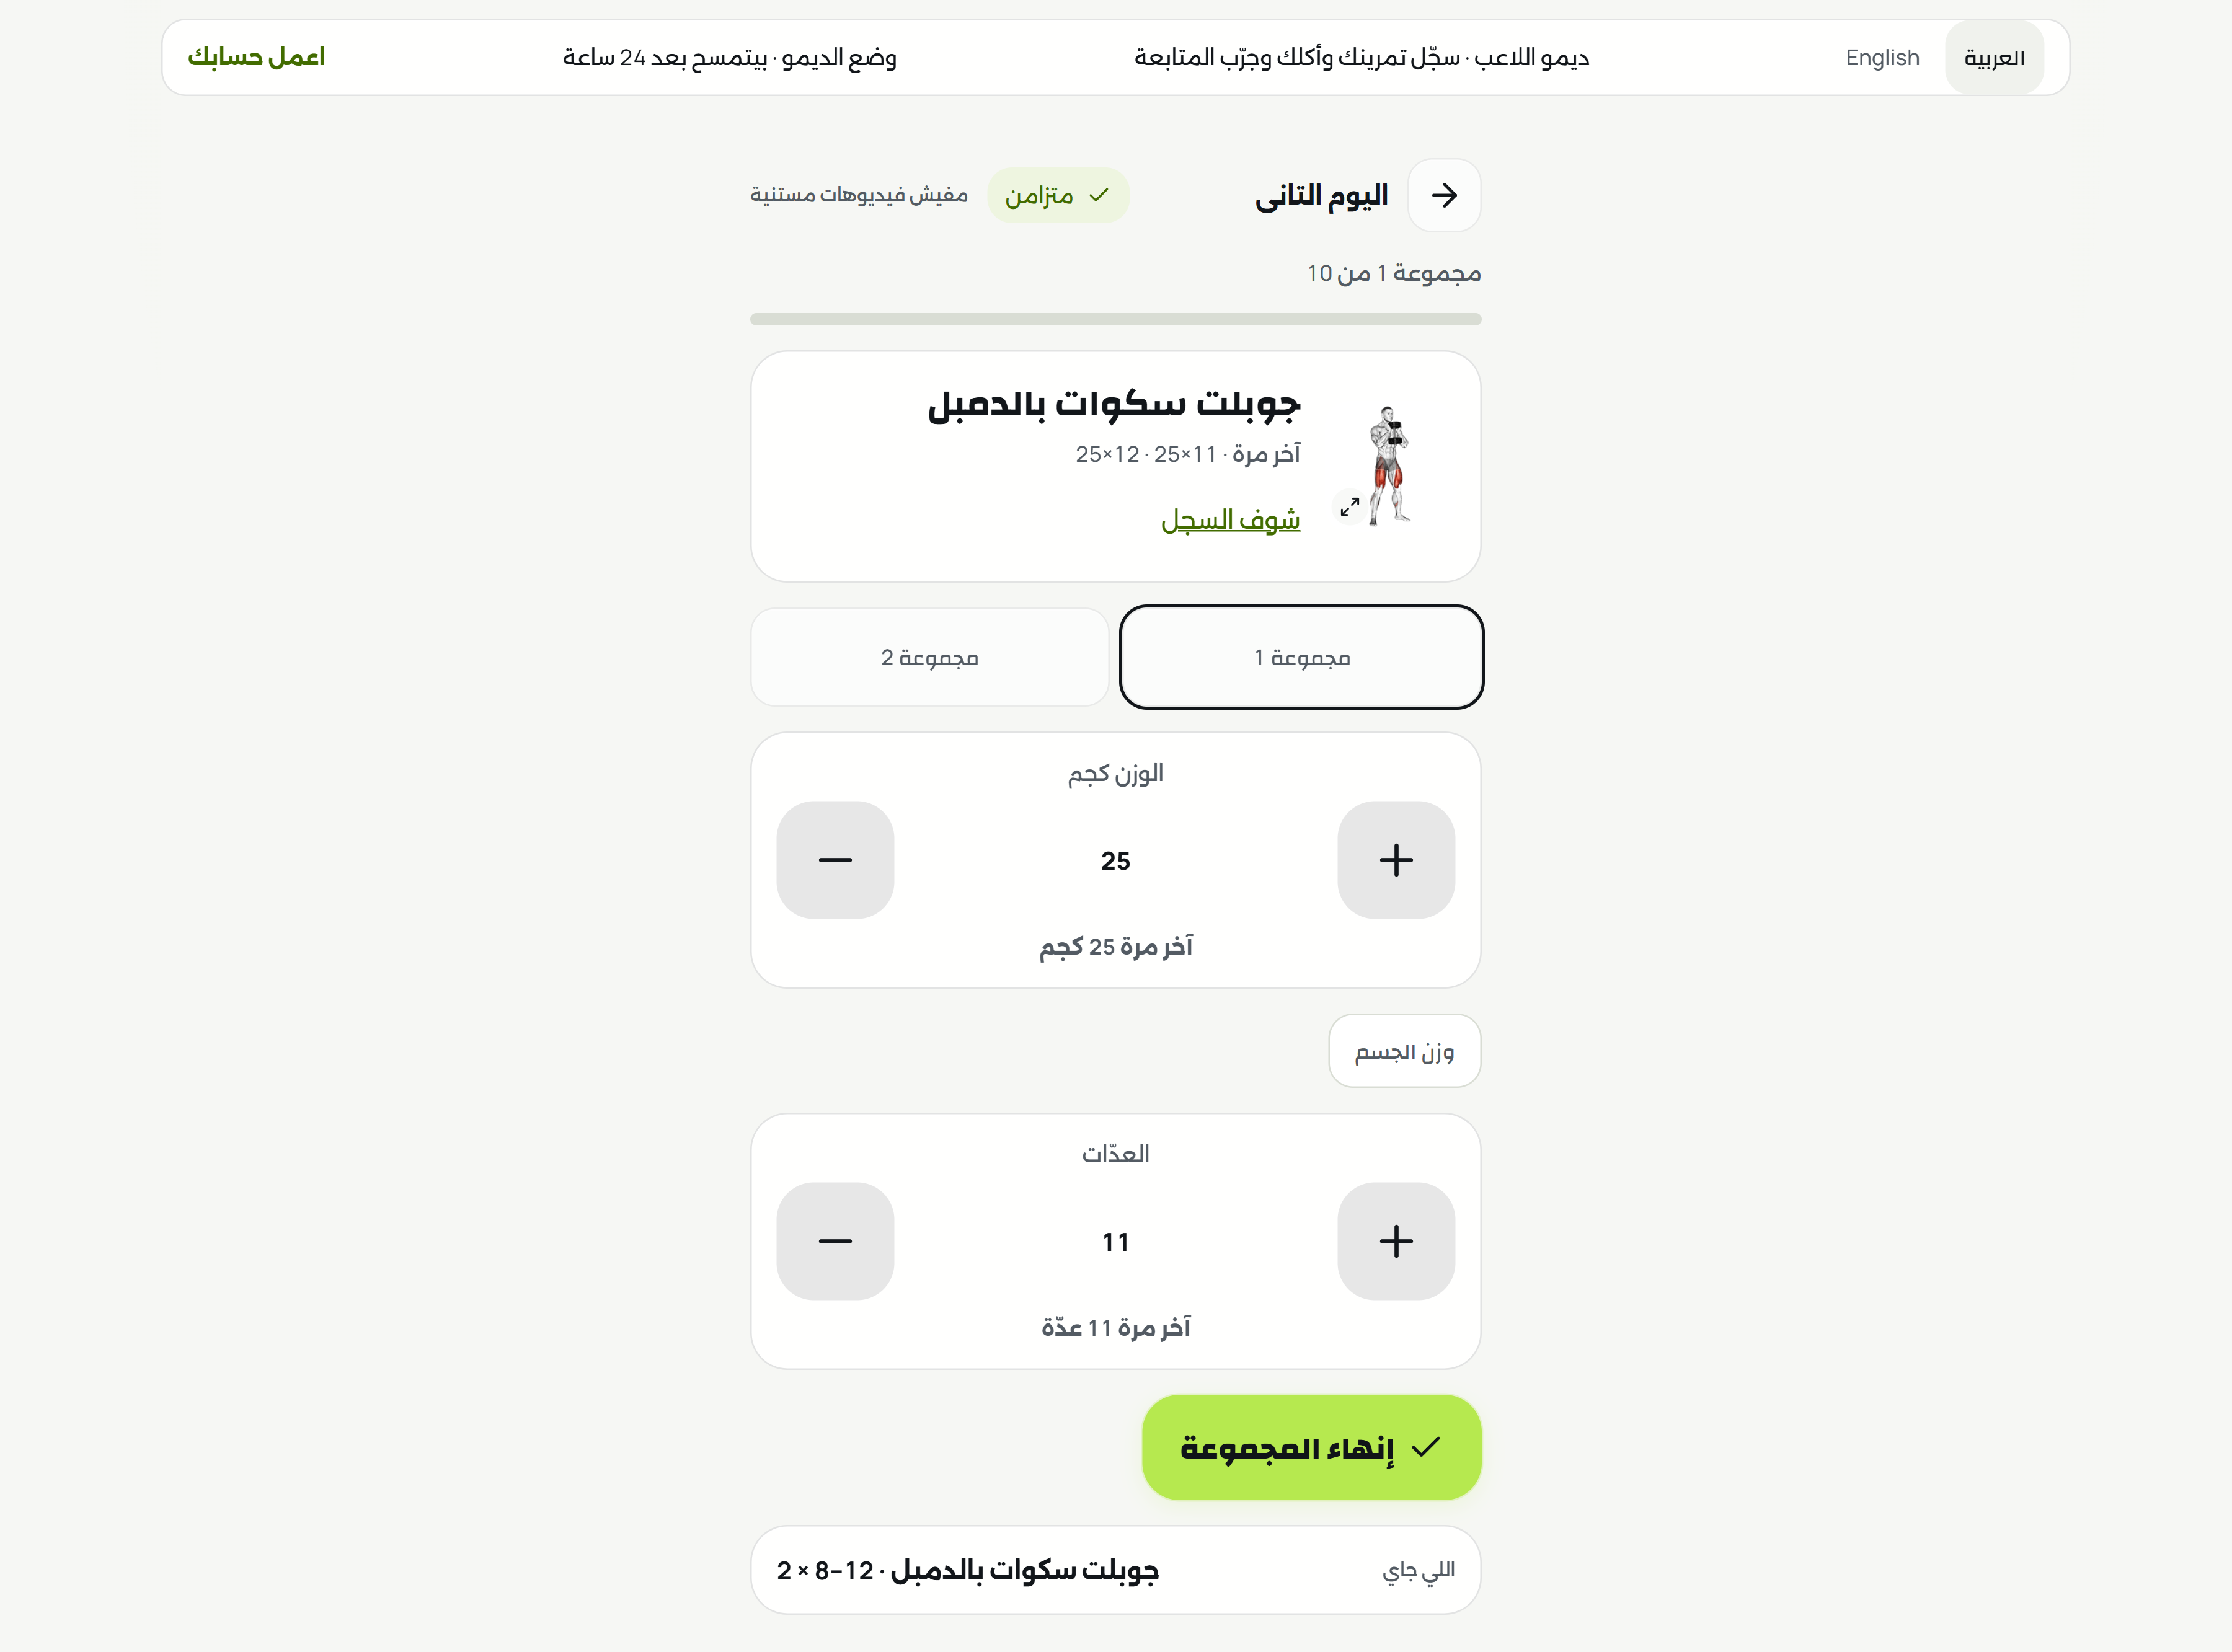 العربية
English
ديمو اللاعب · سجّل تمرينك وأكلك وجرّب المتابعة
وضع الديمو · بيتمسح بعد 24 ساعة
اعمل حسابك
اليوم التانى
متزامن
مفيش فيديوهات مستنية
مجموعة 1 من 10
جوبلت سكوات بالدمبل
آخر مرة · 11×25 · 12×25
شوف السجل
مجموعة 1
مجموعة 2
الوزن كجم
25
آخر مرة 25 كجم
وزن الجسم
العدّات
11
آخر مرة 11 عدّة
إنهاء المجموعة
اللي جاي
جوبلت سكوات بالدمبل · 2 × 8–12